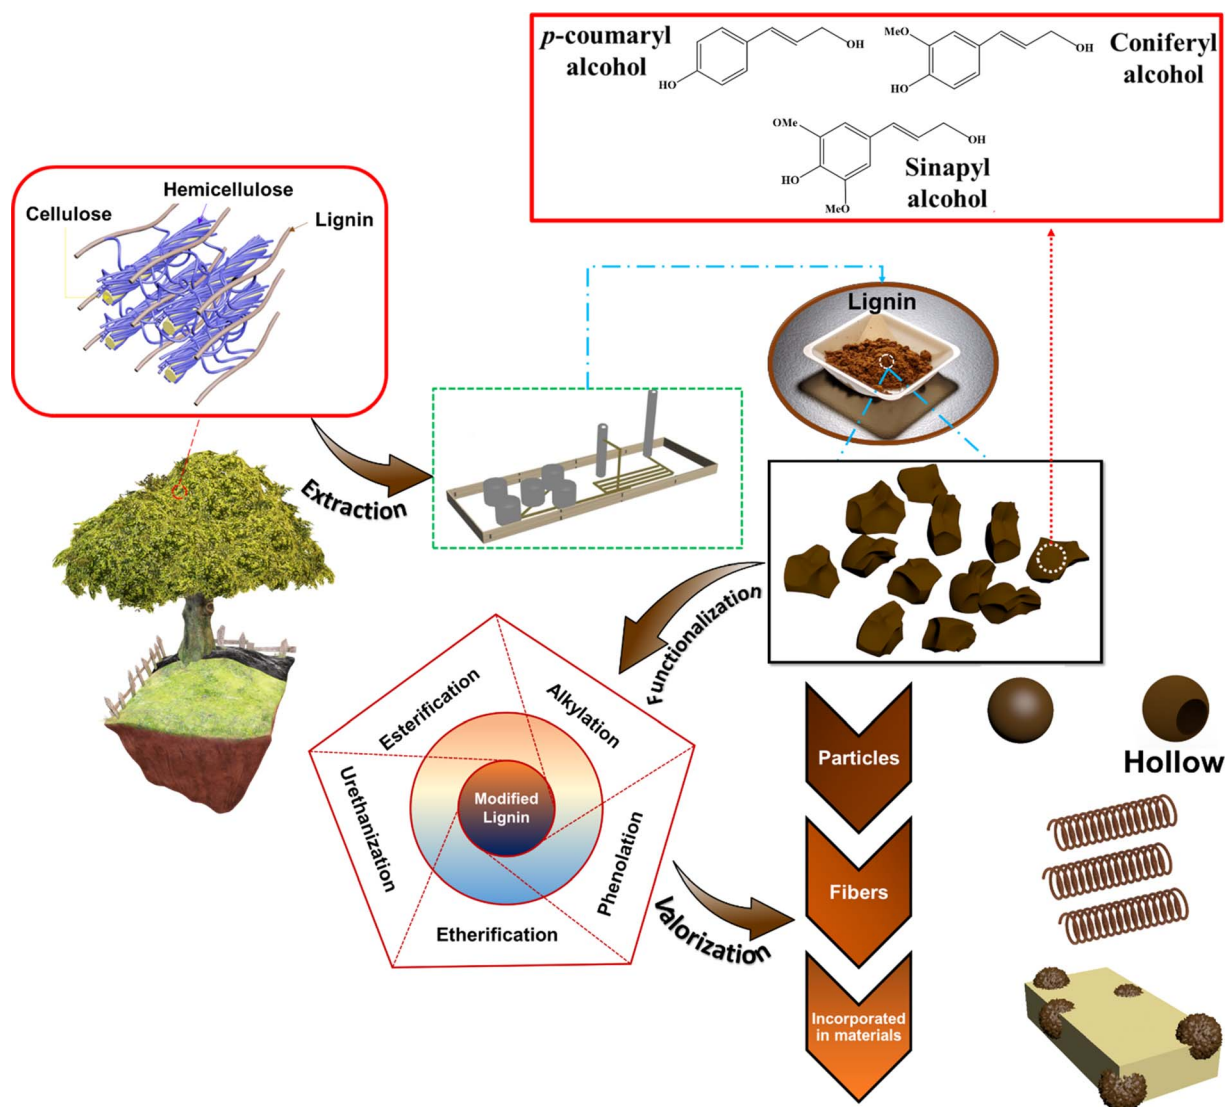 p-coumaryl
alcohol
OH
HO
MeO
OH
HO
Coniferyl
alcohol
OMe
OH
HO
MeO
Sinapyl
alcohol
Hemicellulose
Cellulose
Lignin
Lignin
Extraction
Functionalization
Esterification
Alkylation
Urethanization
Modified
Lignin
Phenolation
Etherification
Valorization
Particles
Hollow
Fibers
Incorporated
in materials